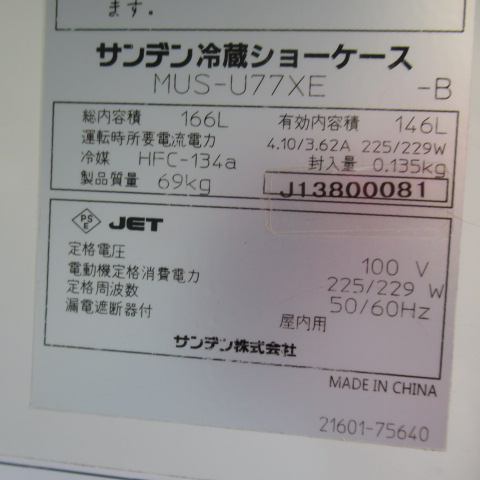 ます．
サンデン冷蔵ショーケース
MUS-U77XE -B
総内容積 166L 有効内容積 146L
運転時所要電流電力 4.10/3.62A 225/229W
冷媒 HFC-134a 封入量 0.135kg
製品質量 69kg J13800081
PS E JET
定格電圧 100 V
電動機定格消費電力 225/229 W
定格周波数 50/60Hz
漏電遮断器付 屋内用
サンデン株式会社
MADE IN CHINA
21601-75640